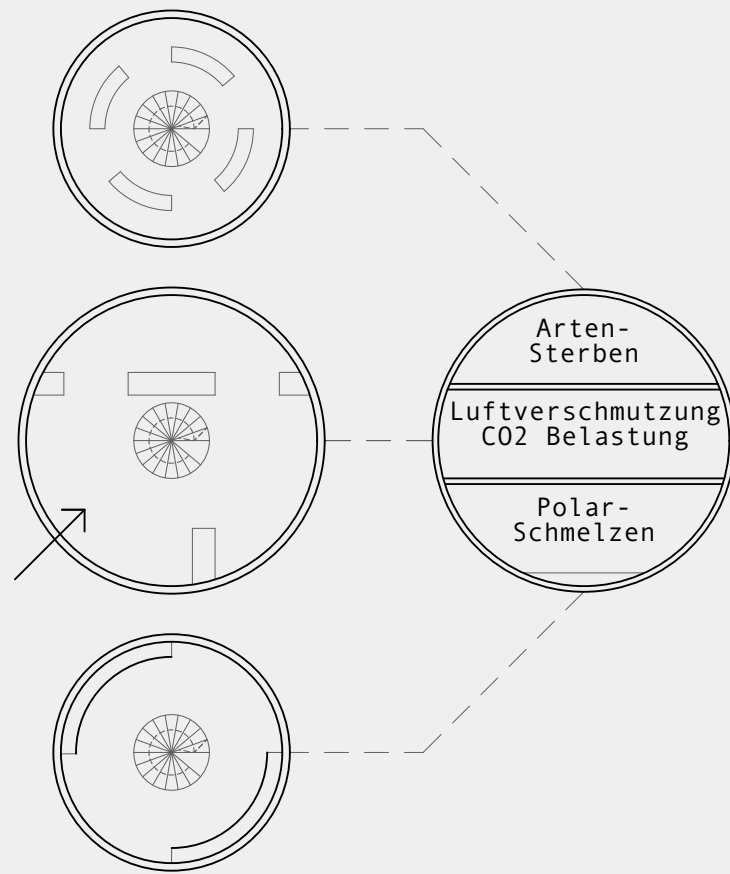 Arten-
Sterben
Luftverschmutzung
CO2 Belastung
Polar-
Schmelzen